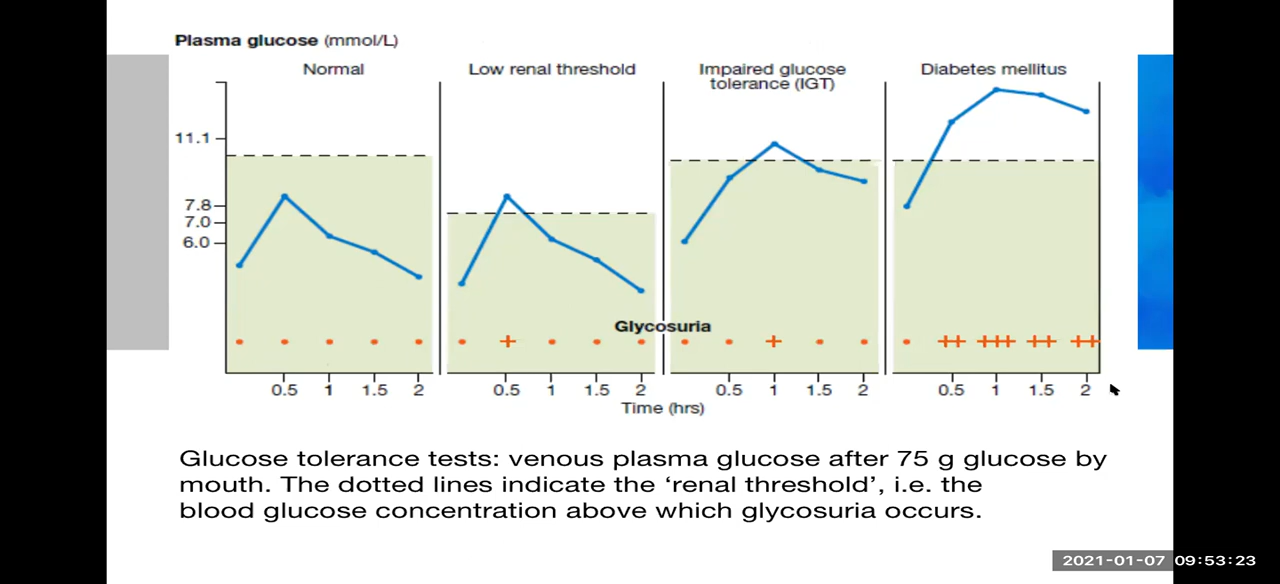 Plasma glucose (mmol/L)
Normal
Low renal threshold
Impaired glucose
tolerance (IGT)
Diabetes mellitus
11.1
7.8
7.0
6.0
Glycosuria
+ + ++ +++ ++ ++
0.5 1 1.5 2 0.5 1 1.5 2 0.5 1 1.5 2 0.5 1 1.5 2
Time (hrs)
Glucose tolerance tests: venous plasma glucose after 75 g glucose by
mouth. The dotted lines indicate the ‘renal threshold’, i.e. the
blood glucose concentration above which glycosuria occurs.
2021-01-07 09:53:23